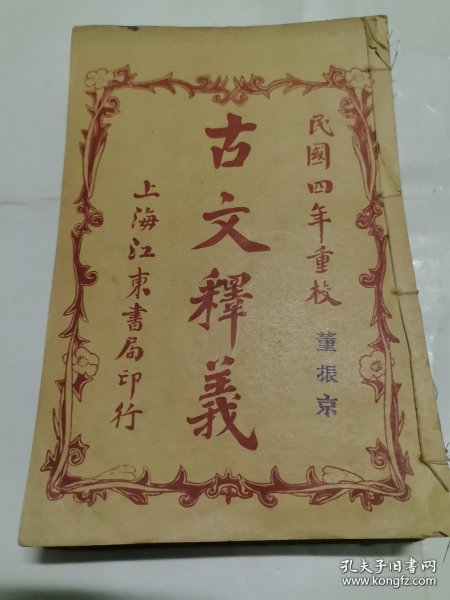 民國四年重校
董振京
古文釋義
上海江東書局印行
孔夫子旧书网
www.kongfz.com